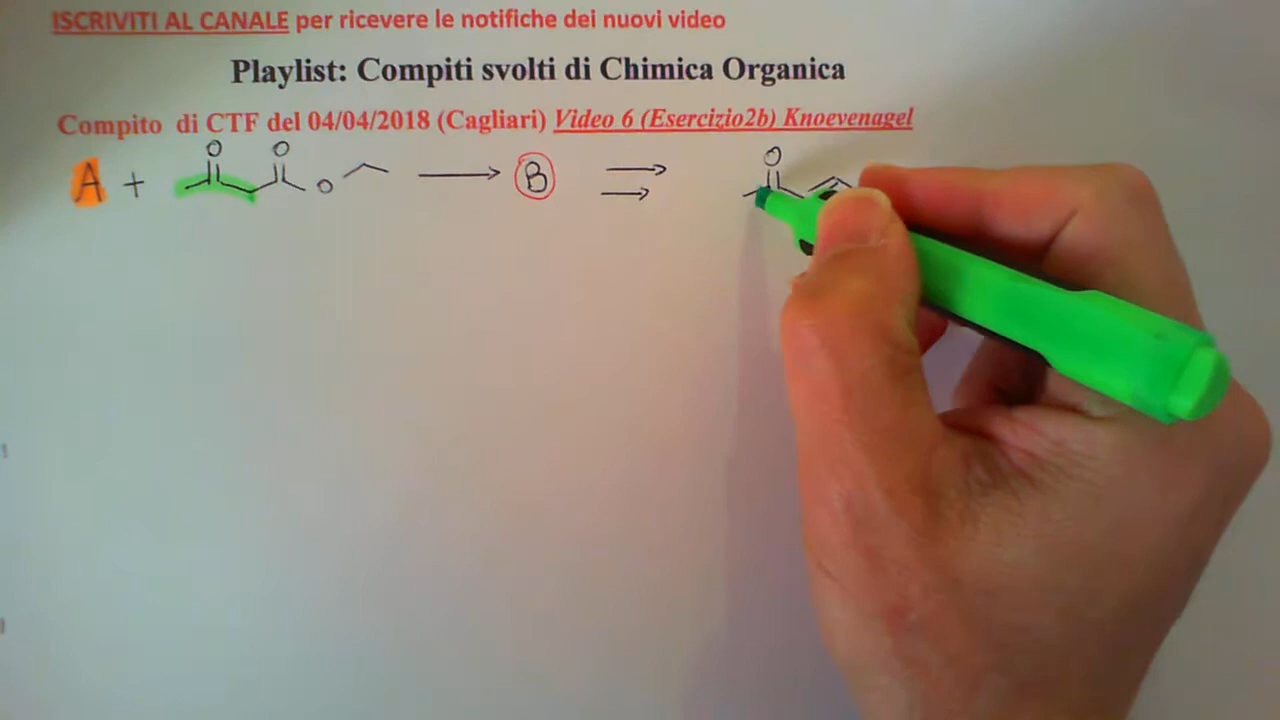 ISCRIVITI AL CANALE per ricevere le notifiche dei nuovi video
Playlist: Compiti svolti di Chimica Organica
Compito di CTF del 04/04/2018 (Cagliari) Video 6 (Esercizio2b) Knoevenagel
O O O
A + O → B